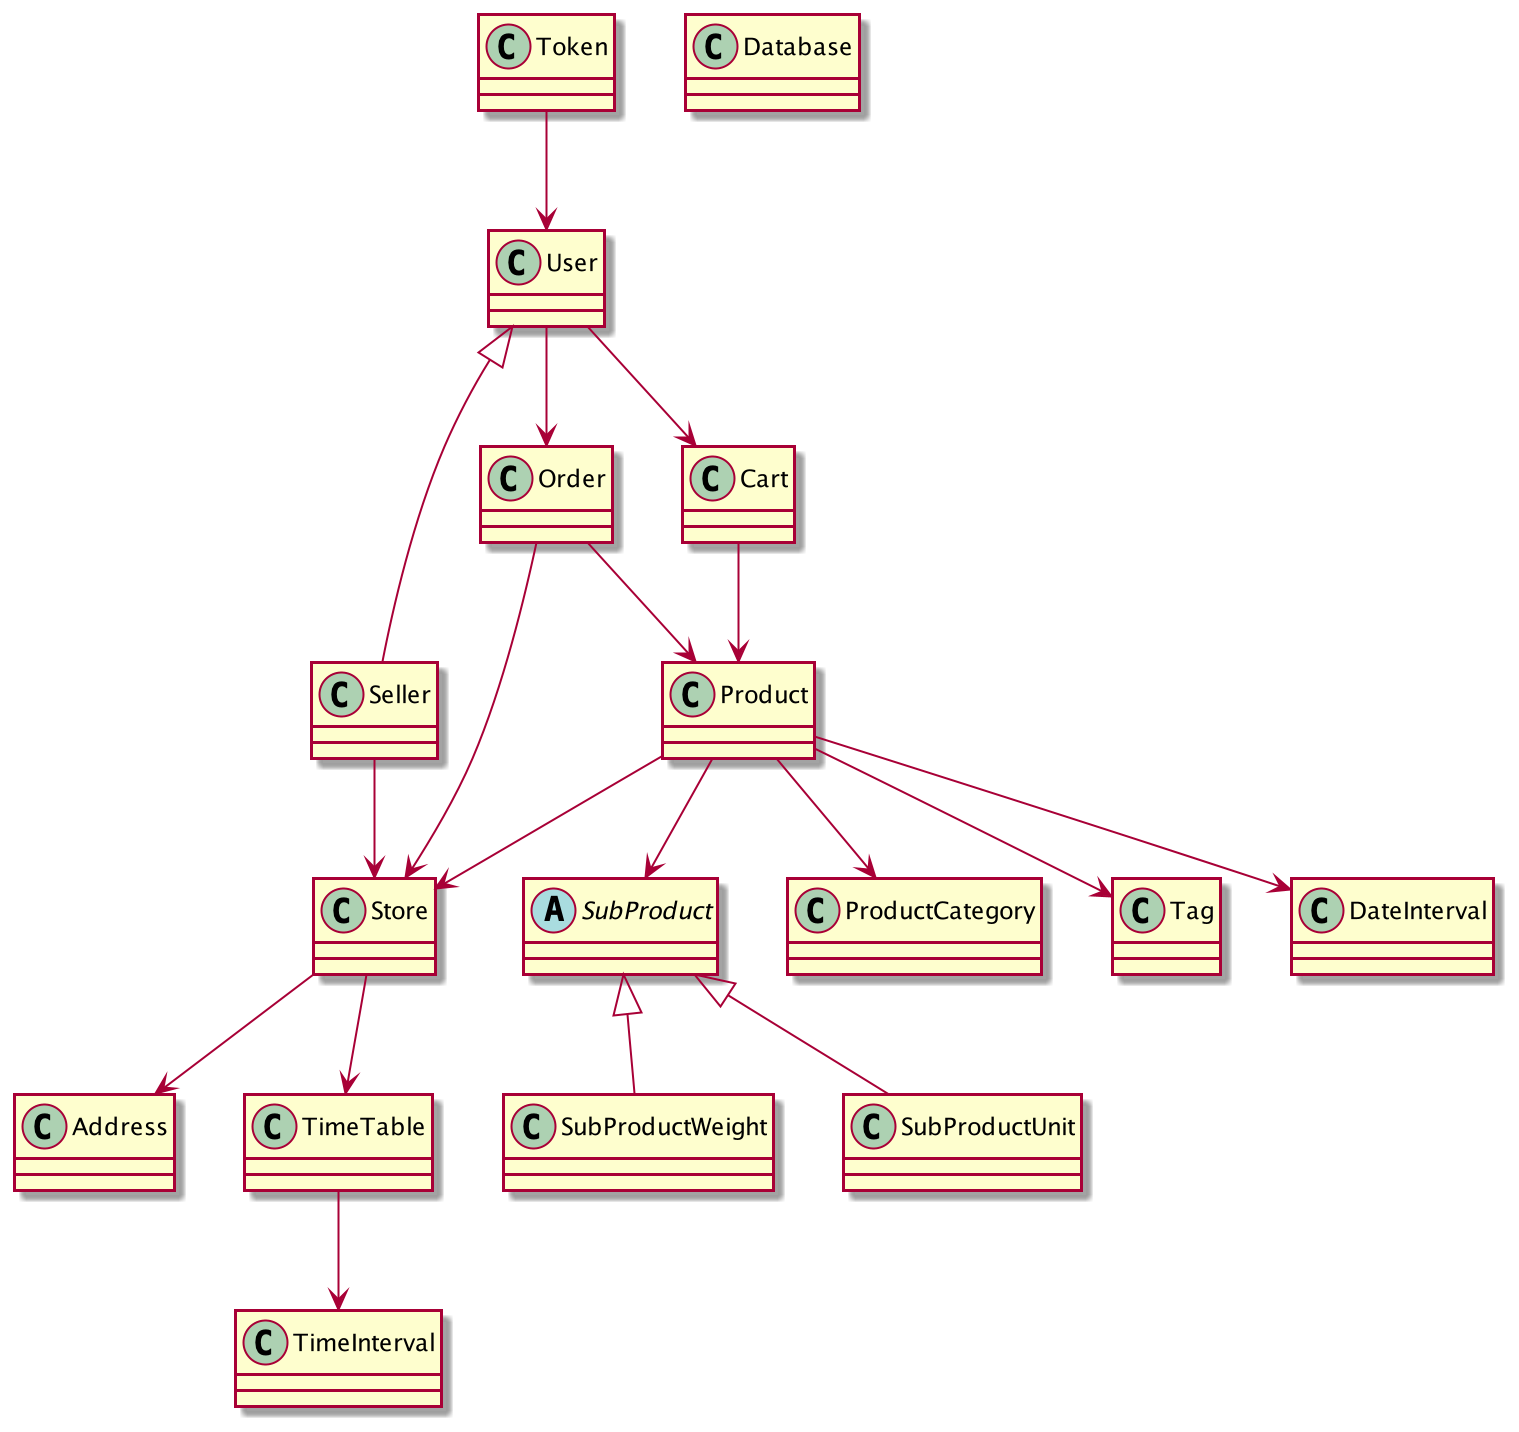 C Token
C Database
C User
C Order
C Cart
C Seller
C Product
C Store
A SubProduct
C ProductCategory
C Tag
C DateInterval
C Address
C TimeTable
C SubProductWeight
C SubProductUnit
C TimeInterval